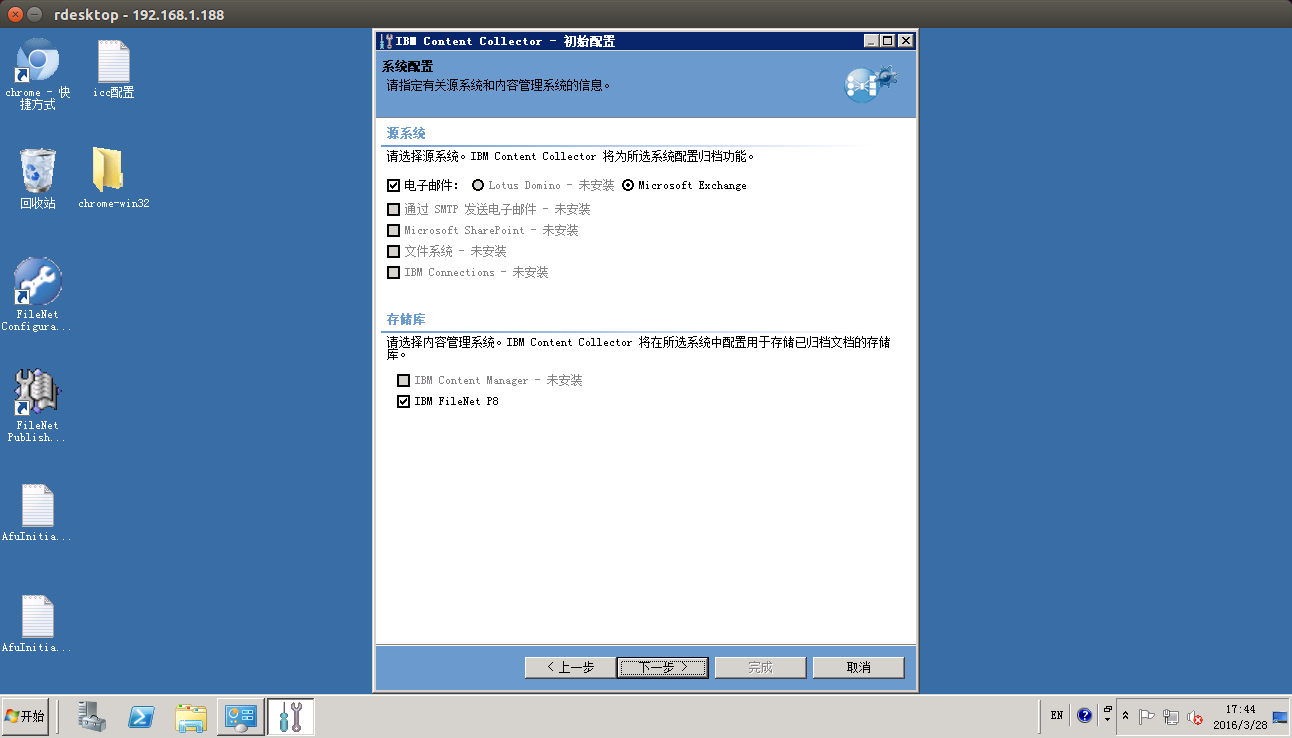 rdesktop - 192.168.1.188
chrome - 快
捷方式
icc配置
回收站
chrome-win32
FileNet
Configura...
FileNet
Publish...
AfuInitia...
AfuInitia...
IBM Content Collector - 初始配置
系统配置
请指定有关源系统和内容管理系统的信息。
源系统
请选择源系统。IBM Content Collector 将为所选系统配置归档功能。
电子邮件: Lotus Domino - 未安装 Microsoft Exchange
通过 SMTP 发送电子邮件 - 未安装
Microsoft SharePoint - 未安装
文件系统 - 未安装
IBM Connections - 未安装
存储库
请选择内容管理系统。IBM Content Collector 将在所选系统中配置用于存储已归档文档的存储
库。
IBM Content Manager - 未安装
IBM FileNet P8
< 上一步 下一步 > 完成 取消
开始 EN 17:44
2016/3/28